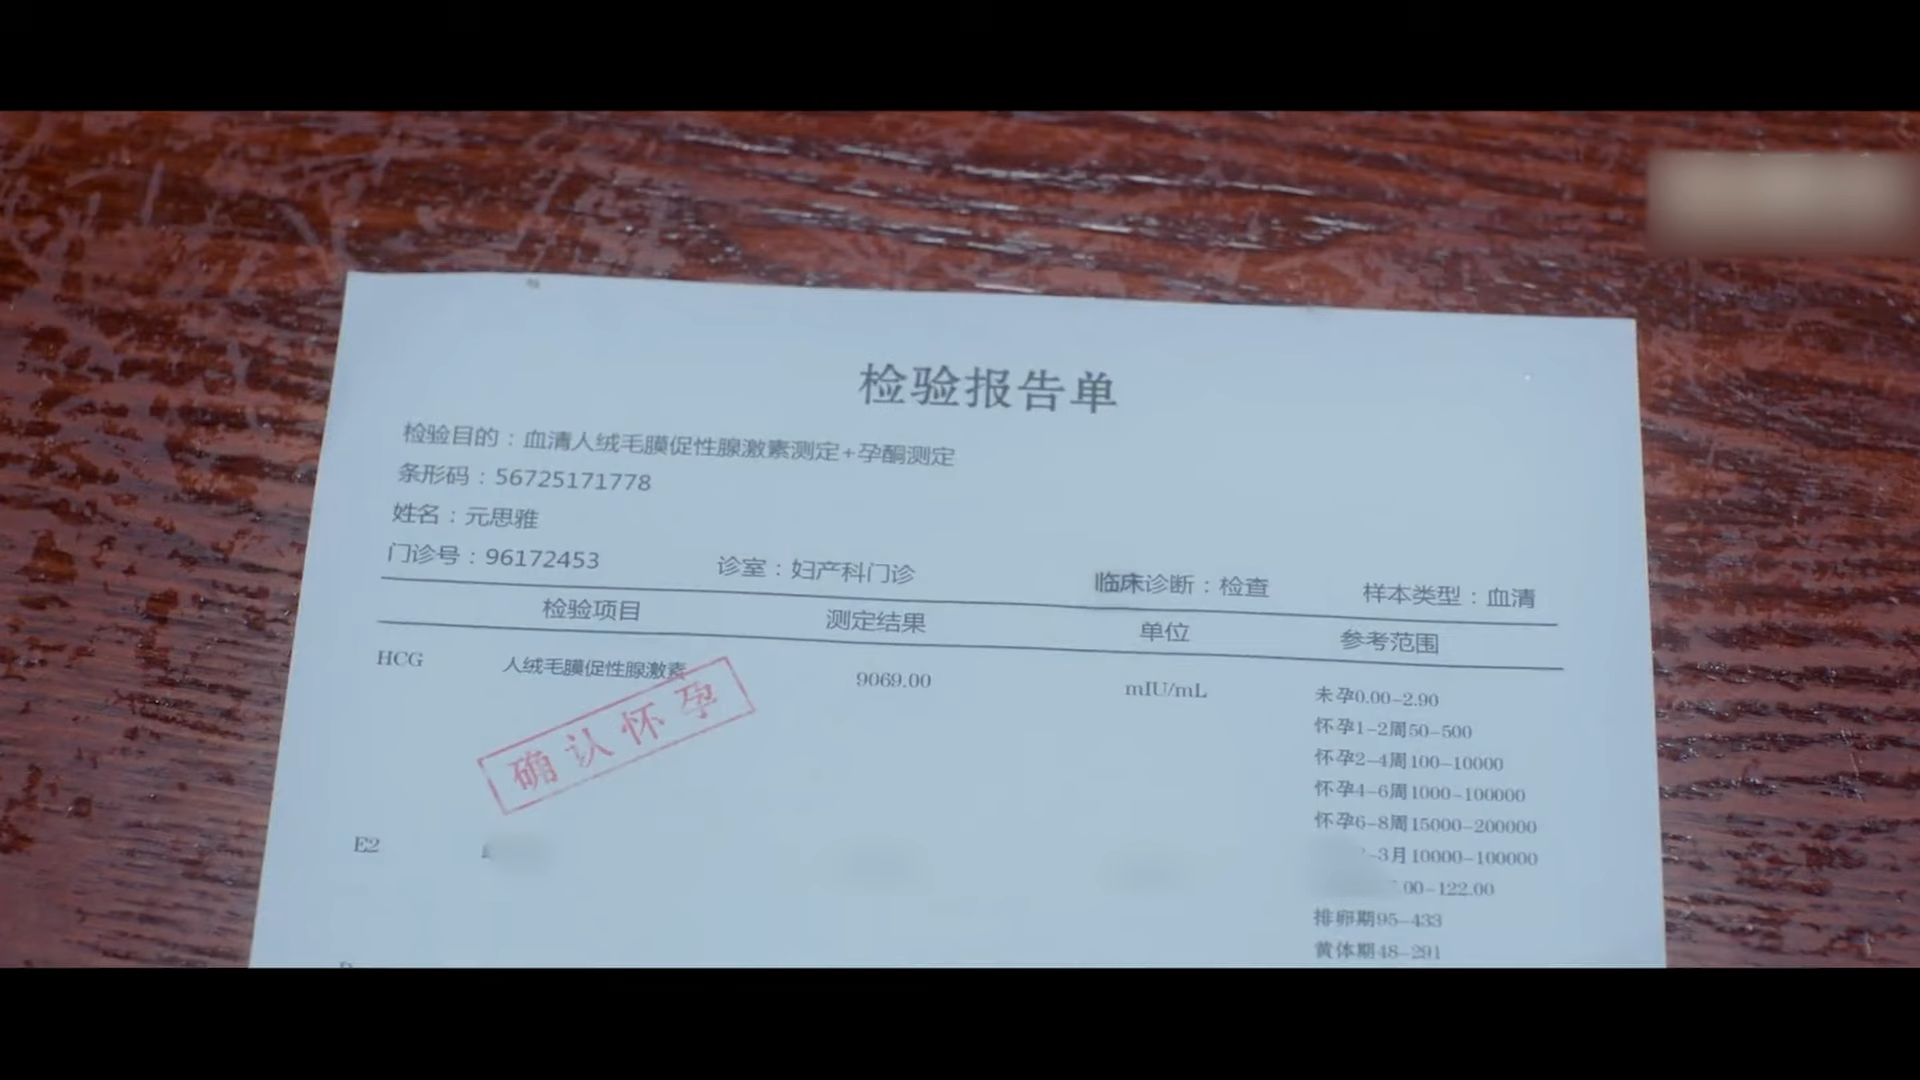 检验报告单
检验目的：血清人绒毛膜促性腺激素测定+孕酮测定
条形码：56725171778
姓名：元思雅
门诊号：96172453 诊室：妇产科门诊 临床诊断：检查 样本类型：血清
检验项目 测定结果 单位 参考范围
HCG 人绒毛膜促性腺激素 9069.00 mIU/mL 未孕0.00-2.90
怀孕1-2周50-500
确认怀孕
怀孕2-4周100-10000
怀孕4-6周1000-100000
怀孕6-8周15000-200000
E2 -3月10000-100000
00-122.00
排卵期95-433
黄体期48-291